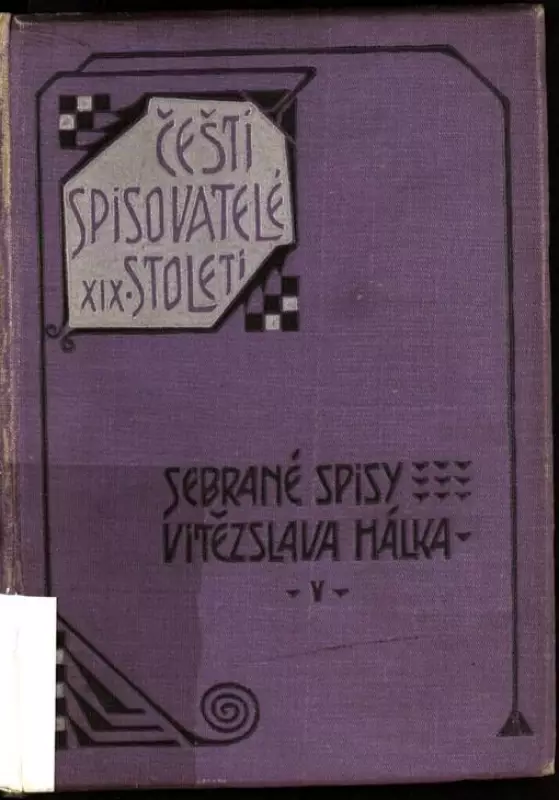 ČEŠTÍ
SPISOVATELÉ
XIX. STOLETÍ
SEBRANÉ SPISY
VÍTĚZSLAVA HÁLKA
V